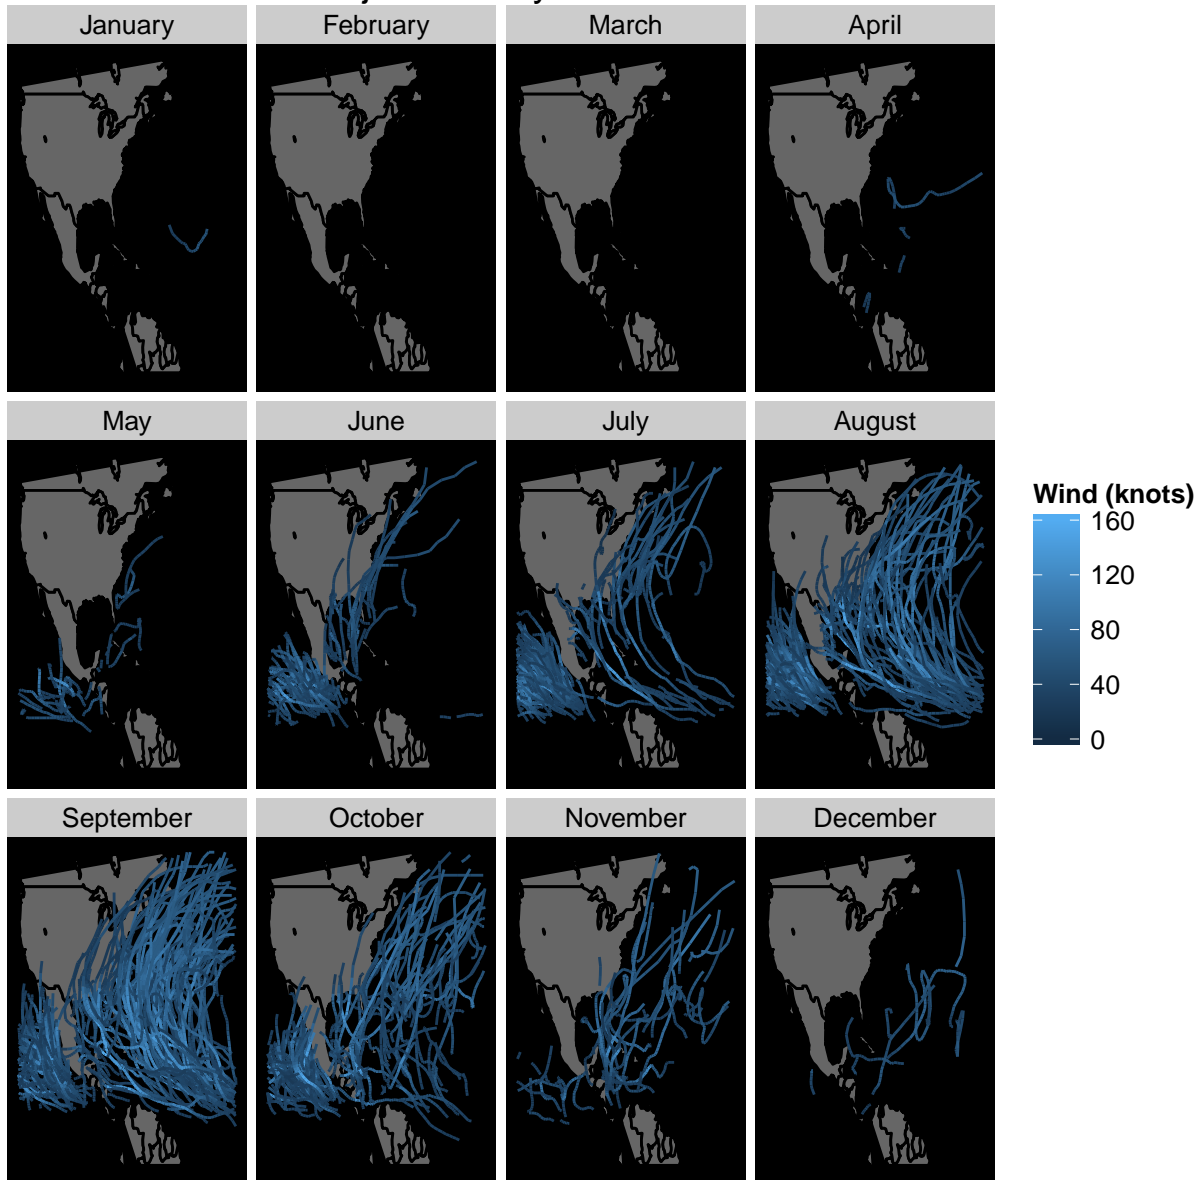 January February March April
May June July August
Wind (knots)
160
120
80
40
0
September October November December